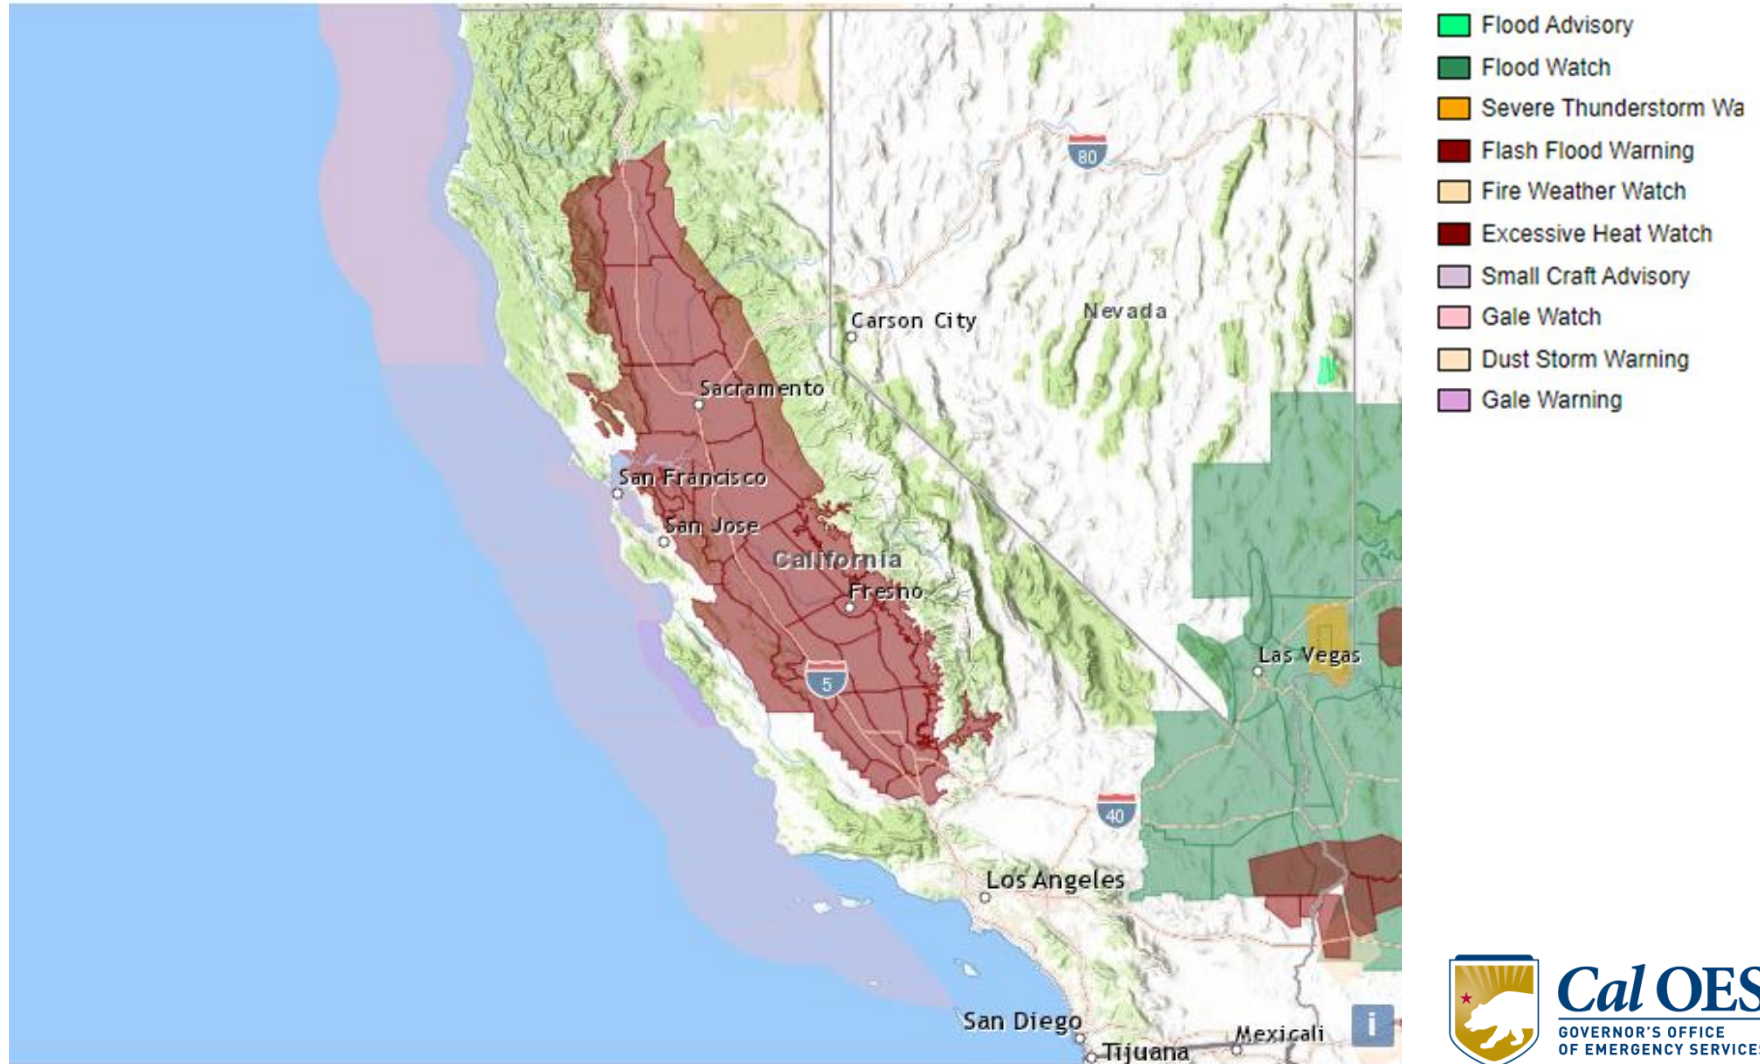 Flood Advisory
Flood Watch
Severe Thunderstorm Wa
Flash Flood Warning
Fire Weather Watch
Excessive Heat Watch
Small Craft Advisory
Gale Watch
Dust Storm Warning
Gale Warning
80
Nevada
Carson City
Sacramento
San Francisco
San Jose
California
Fresno
5
Las Vegas
40
Los Angeles
San Diego
Mexicali
Tijuana
i
Cal OES
GOVERNOR'S OFFICE
OF EMERGENCY SERVICE